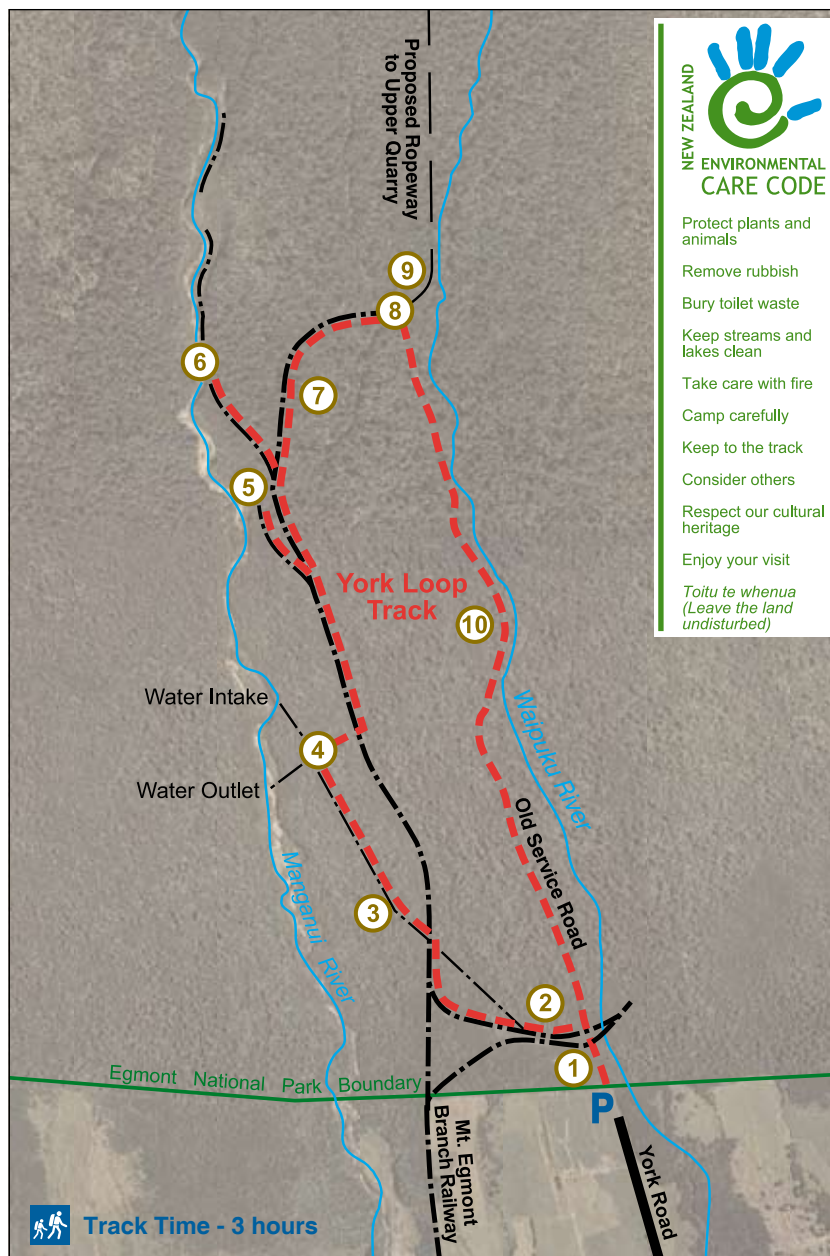 Proposed Ropeway
to Upper Quarry
NEW ZEALAND
ENVIRONMENTAL
CARE CODE
Protect plants and
animals
Remove rubbish
Bury toilet waste
Keep streams and
lakes clean
Take care with fire
Camp carefully
Keep to the track
Consider others
Respect our cultural
heritage
Enjoy your visit
Toitu te whenua
(Leave the land
undisturbed)
9
8
6
7
5
York Loop
Track
10
Water Intake
4
Water Outlet
Waipuku River
Old Service Road
Manganui River
3
2
1
Egmont National Park Boundary
P
Mt. Egmont
Branch Railway
York Road
Track Time - 3 hours